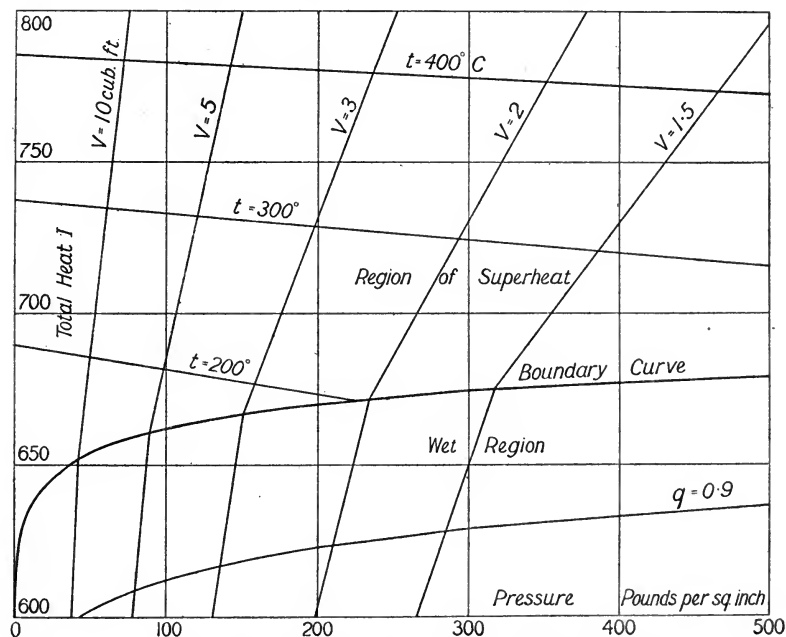 800
750
700
650
600
Total Heat I
V=10 cub. ft.
V=5
V=3
V=2
V=1·5
t=400° C
t=300°
t=200°
Region of Superheat
Boundary Curve
Wet Region
q=0·9
Pressure Pounds per sq inch
0 100 200 300 400 500